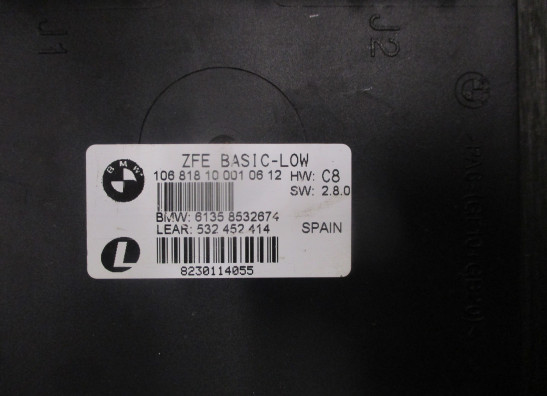 J1
J2
BMW
ZFE BASIC-LOW
106 818 10 001 06 12 HW: C8
SW: 2.8.0
BMW: 6135 8532674
LEAR: 532 452 414 SPAIN
L
8230114055